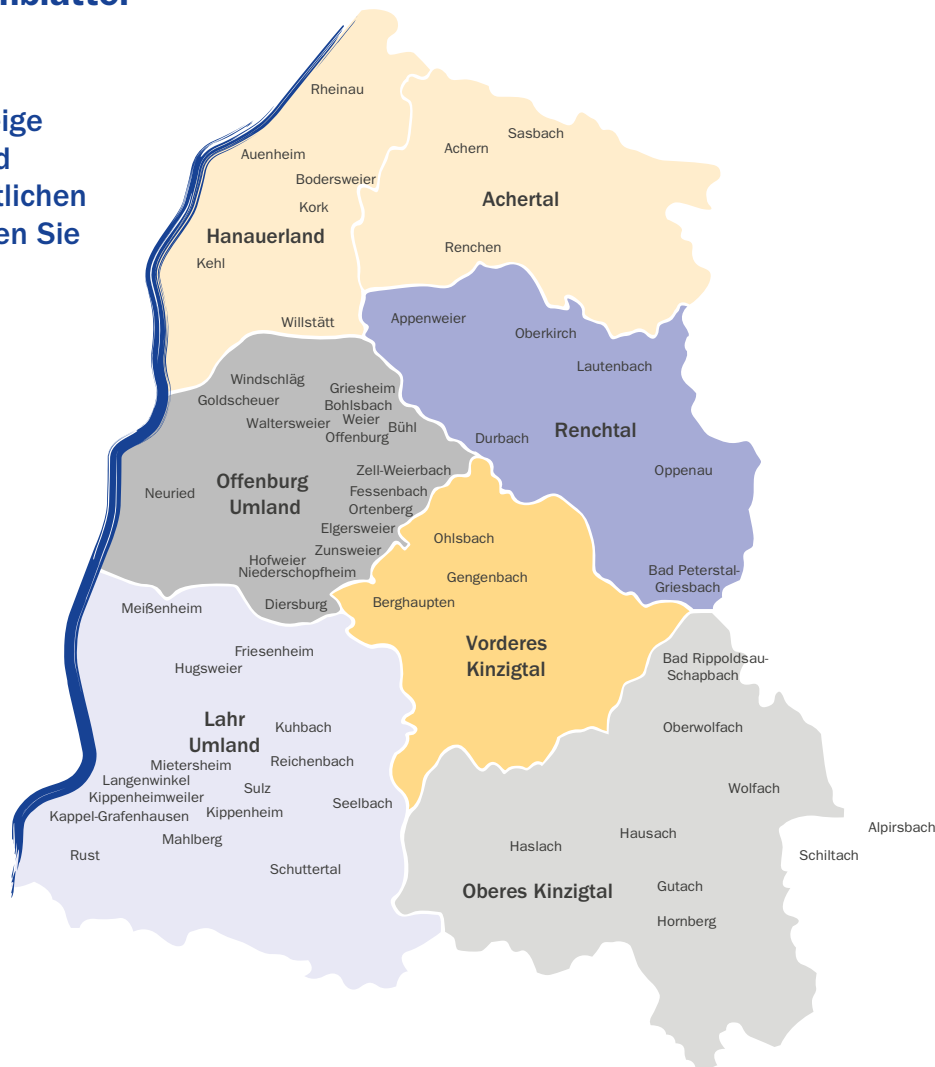 Rheinau
ige
Sasbach
Achern
d
Auenheim
Bodersweier
tlichen
Achertal
Kork
en Sie
Hanauerland
Renchen
Kehl
Appenweier
Willstätt
Oberkirch
Lautenbach
Windschläg
Griesheim
Goldscheuer
Bohlsbach
Waltersweier
Weier
Bühl
Offenburg
Durbach
Renchtal
Zell-Weierbach
Oppenau
Offenburg
Umland
Neuried
Fessenbach
Ortenberg
Elgersweier
Ohlsbach
Zunsweier
Hofweier
Niederschopfheim
Bad Peterstal-
Griesbach
Gengenbach
Meißenheim
Diersburg
Berghaupten
Vorderes
Kinzigtal
Friesenheim
Hugsweier
Bad Rippoldsau-
Schapbach
Lahr
Umland
Kuhbach
Oberwolfach
Mietersheim
Reichenbach
Langenwinkel
Sulz
Wolfach
Kippenheimweiler
Seelbach
Kappel-Grafenhausen
Kippenheim
Alpirsbach
Mahlberg
Hausach
Haslach
Rust
Schiltach
Schuttertal
Oberes Kinzigtal
Gutach
Hornberg